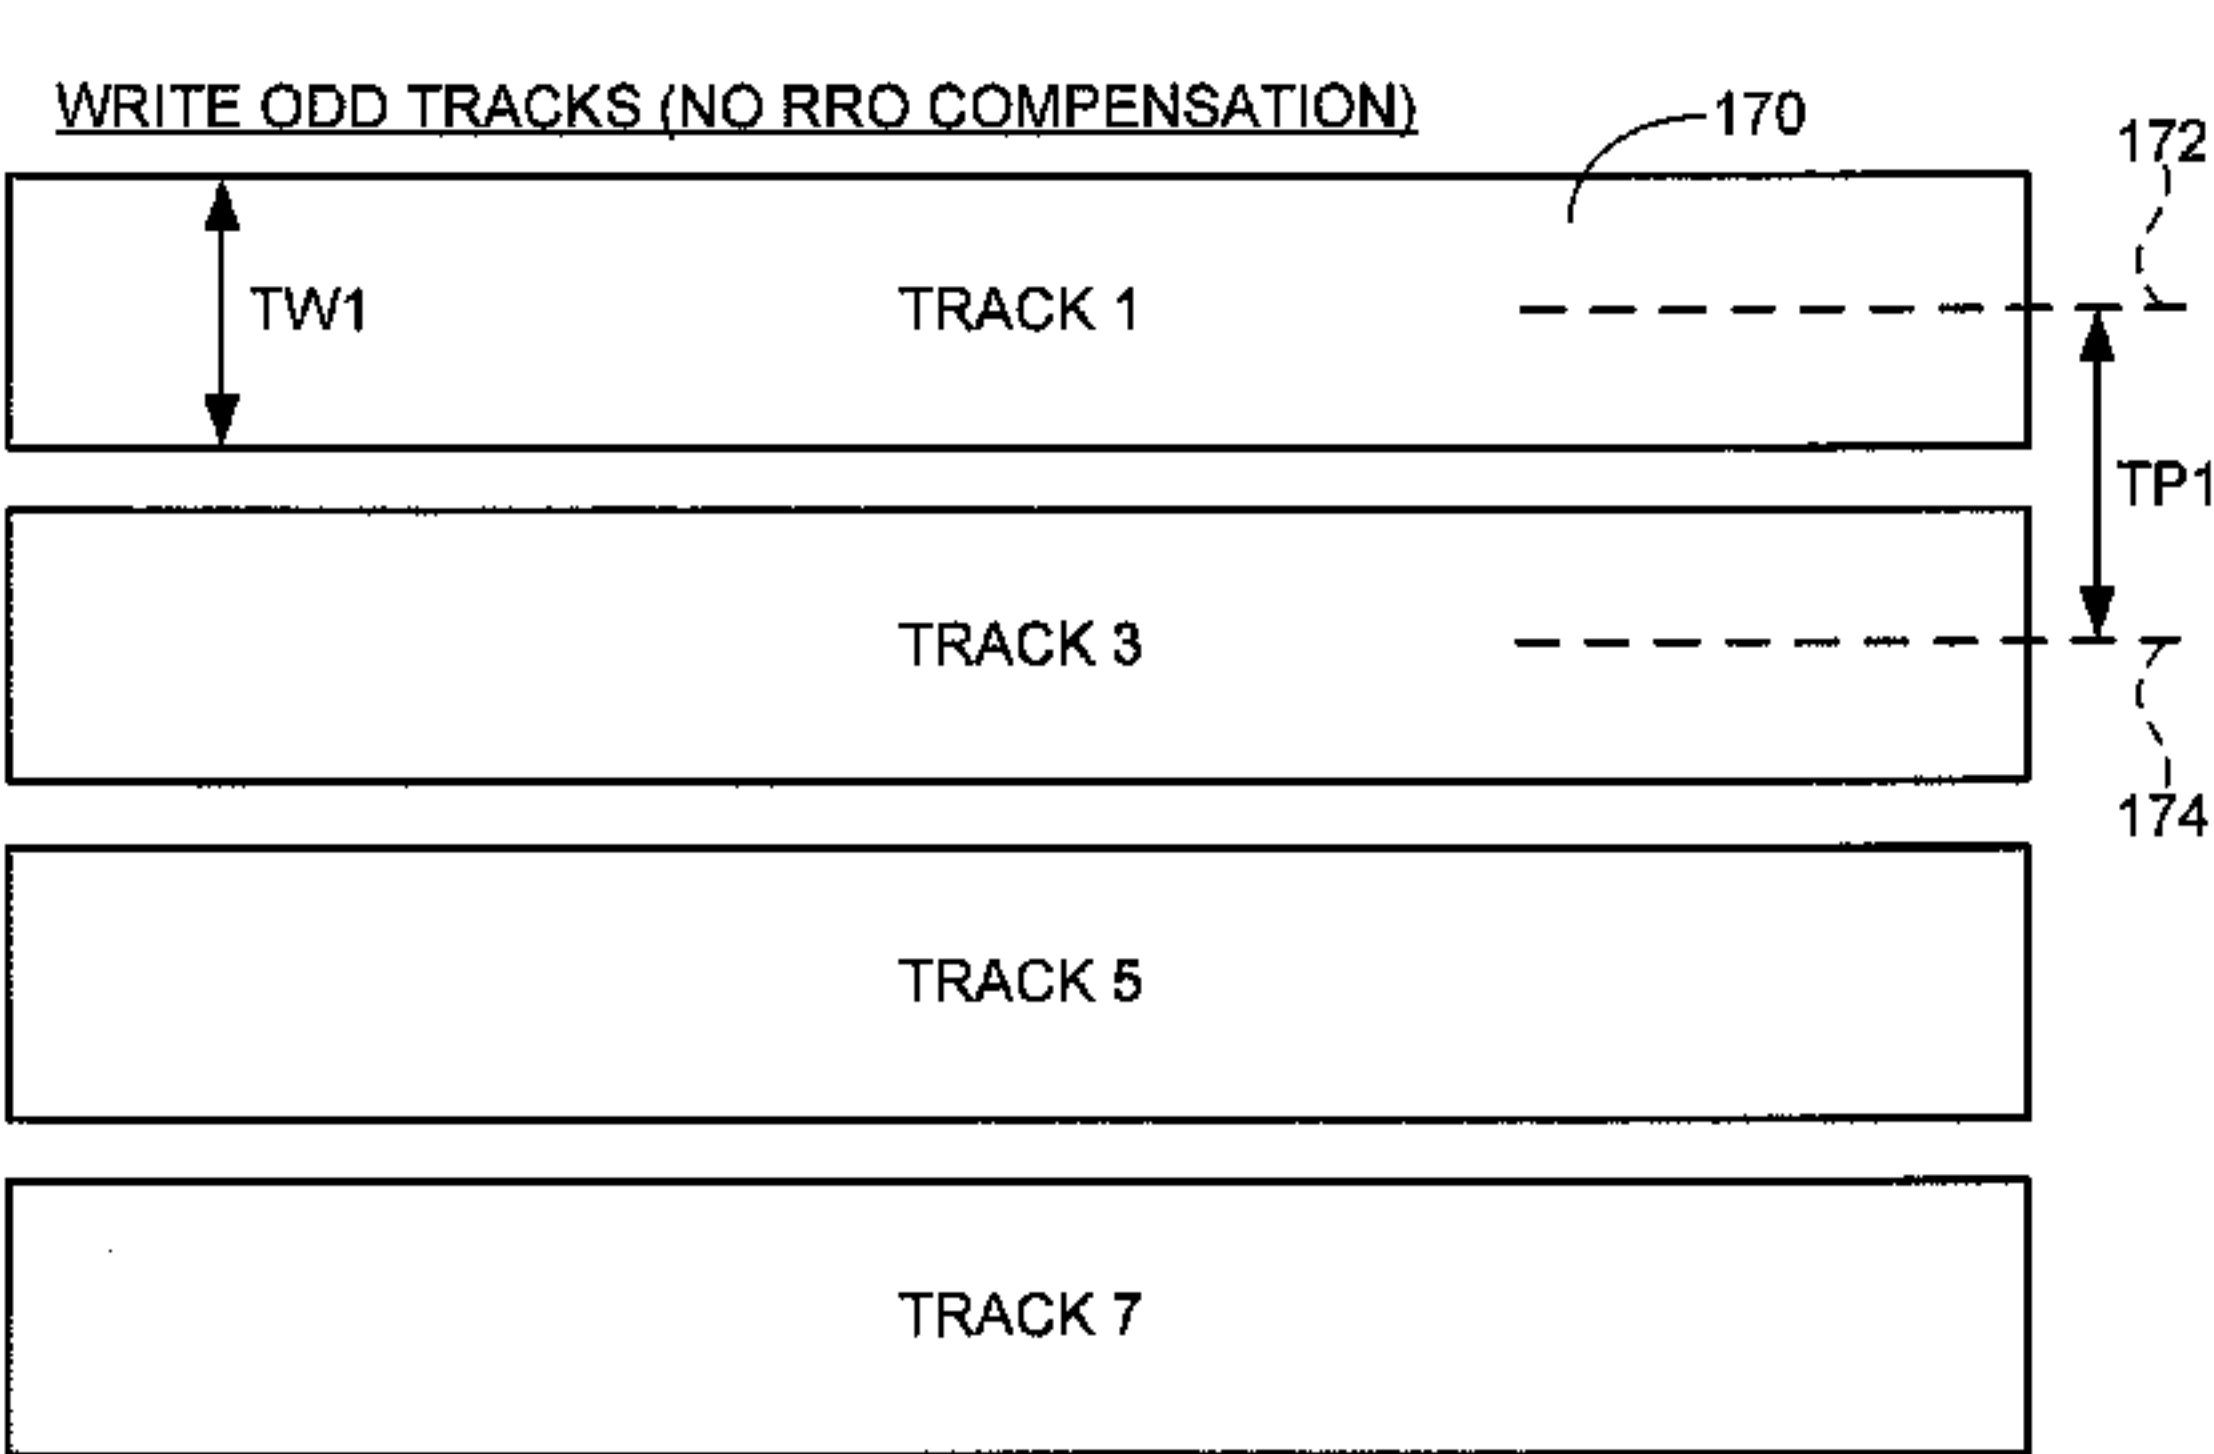 WRITE ODD TRACKS (NO RRO COMPENSATION)
170
172
TW1
TRACK 1
TP1
TRACK 3
174
TRACK 5
TRACK 7